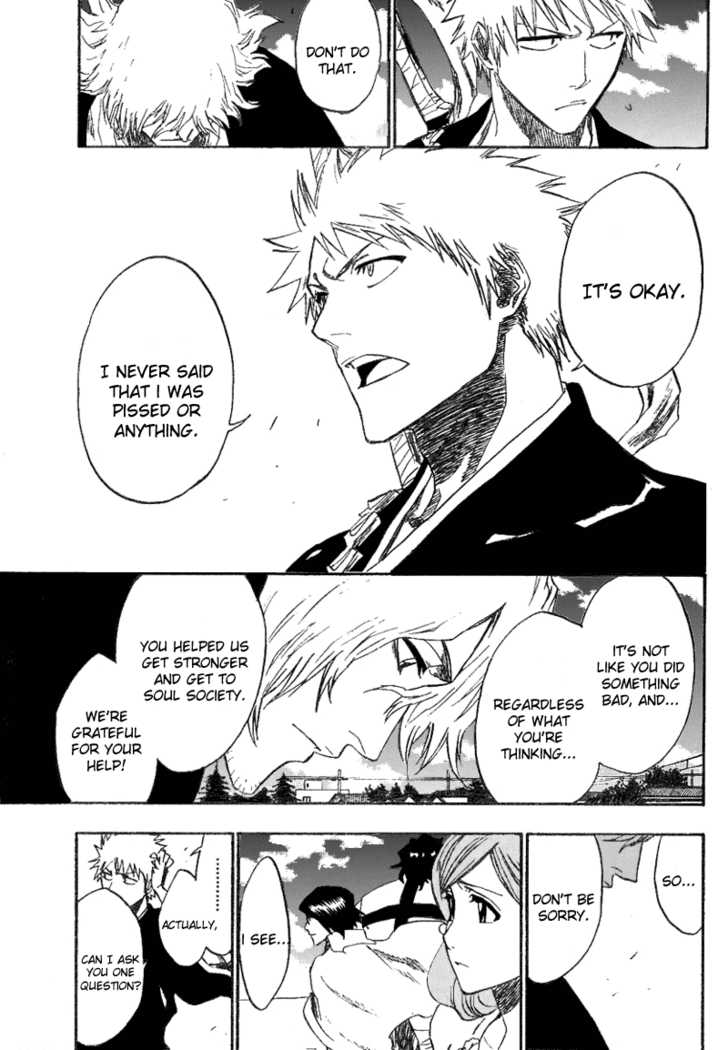 DON'T DO
THAT.
IT'S OKAY.
I NEVER SAID
THAT I WAS
PISSED OR
ANYTHING.
IT'S NOT
LIKE YOU DID
SOMETHING
BAD, AND...
REGARDLESS
OF WHAT
YOU'RE
THINKING...
YOU HELPED US
GET STRONGER
AND GET TO
SOUL SOCIETY.
WE'RE
GRATEFUL
FOR YOUR
HELP!
SO...
DON'T BE
SORRY.
I SEE...
.........
ACTUALLY,
CAN I ASK
YOU ONE
QUESTION?